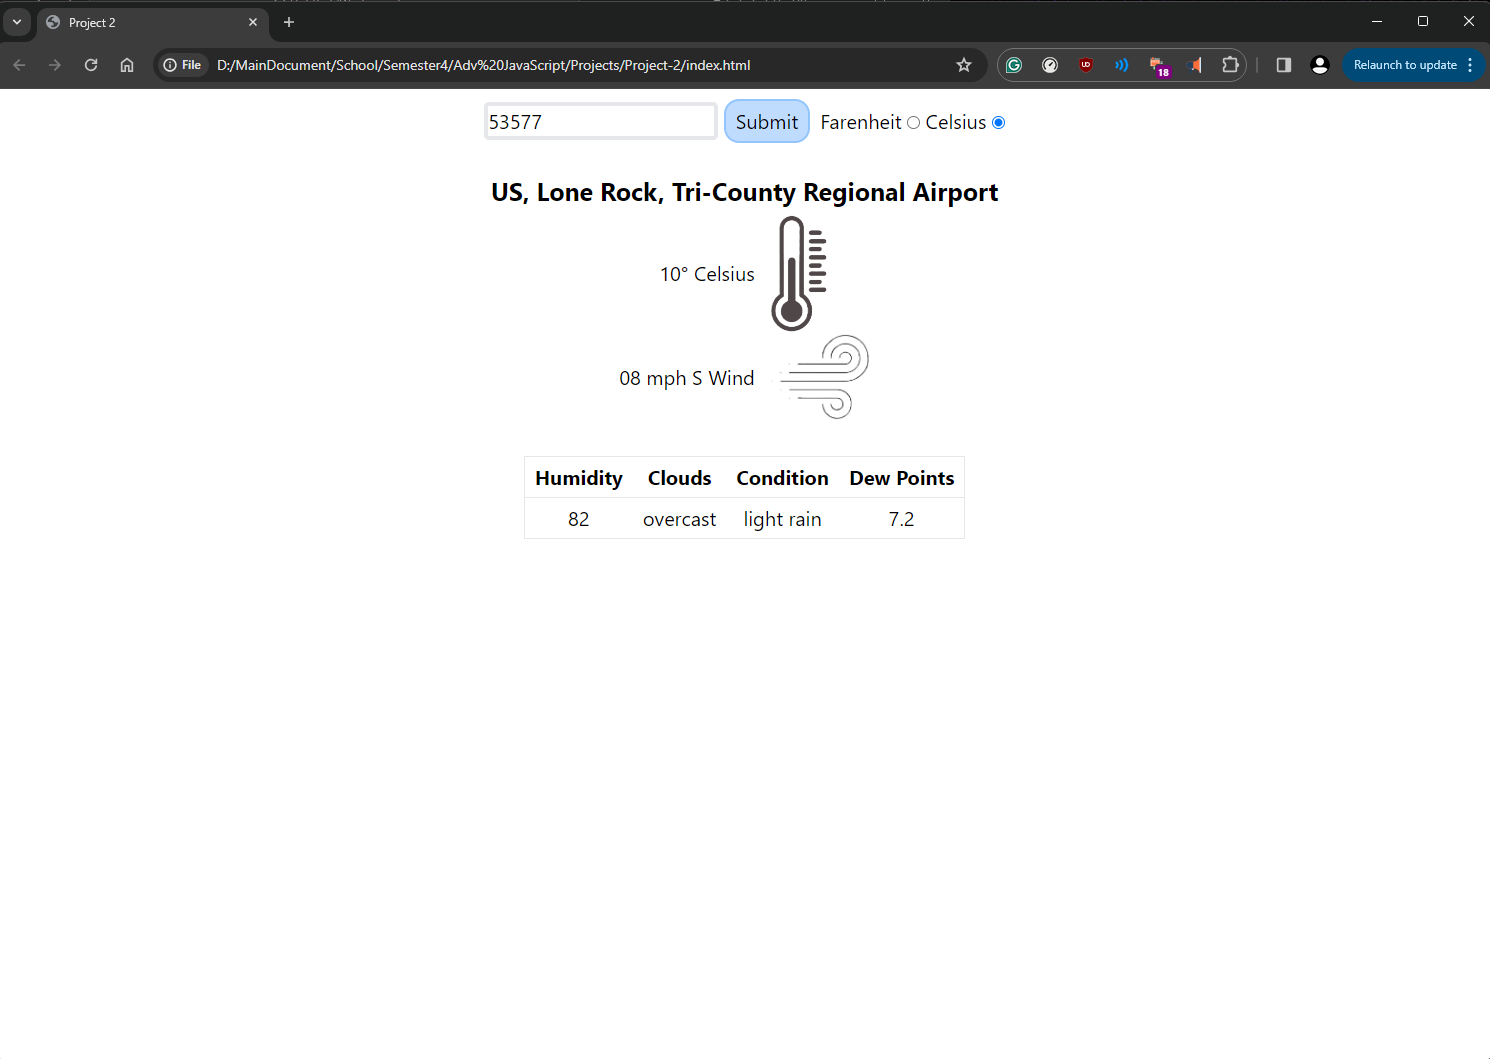 Project 2
File D:/MainDocument/School/Semester4/Adv%20JavaScript/Projects/Project-2/index.html 18 Relaunch to update
53577 Submit Farenheit Celsius
US, Lone Rock, Tri-County Regional Airport
10° Celsius
08 mph S Wind
Humidity Clouds Condition Dew Points
82 overcast light rain 7.2